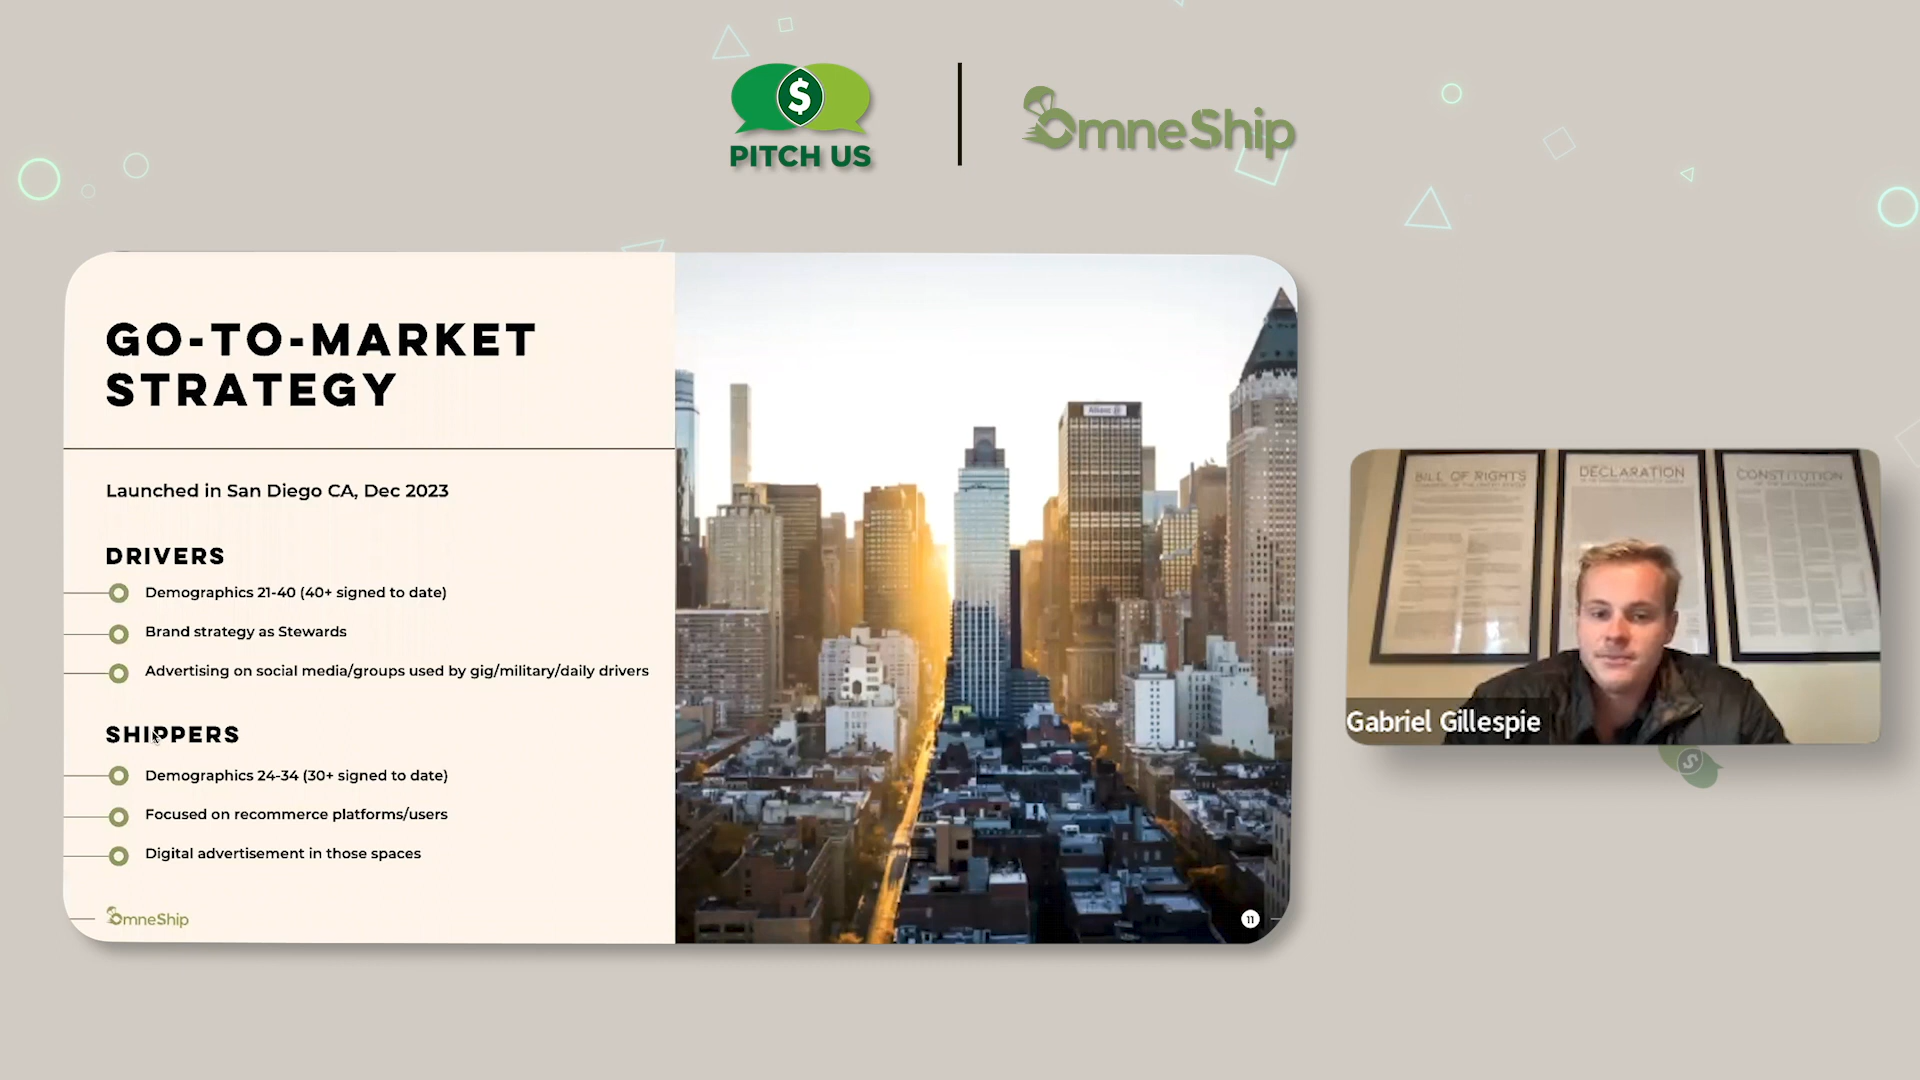 $
PITCH US
OmneShip
GO-TO-MARKET
STRATEGY
Launched in San Diego CA, Dec 2023
DRIVERS
Demographics 21-40 (40+ signed to date)
Brand strategy as Stewards
Advertising on social media/groups used by gig/military/daily drivers
SHIPPERS
Demographics 24-34 (30+ signed to date)
Focused on recommerce platforms/users
Digital advertisement in those spaces
OmneShip
Allianz
11
BILL OF RIGHTS
DECLARATION
CONSTITUTION
Gabriel Gillespie
$